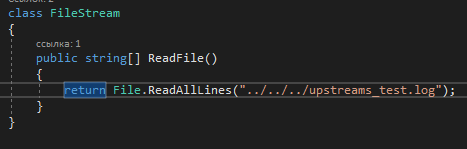 class FileStream
{
ссылка: 1
public string[] ReadFile()
{
return File.ReadAllLines("../../../upstreams_test.log");
}
}